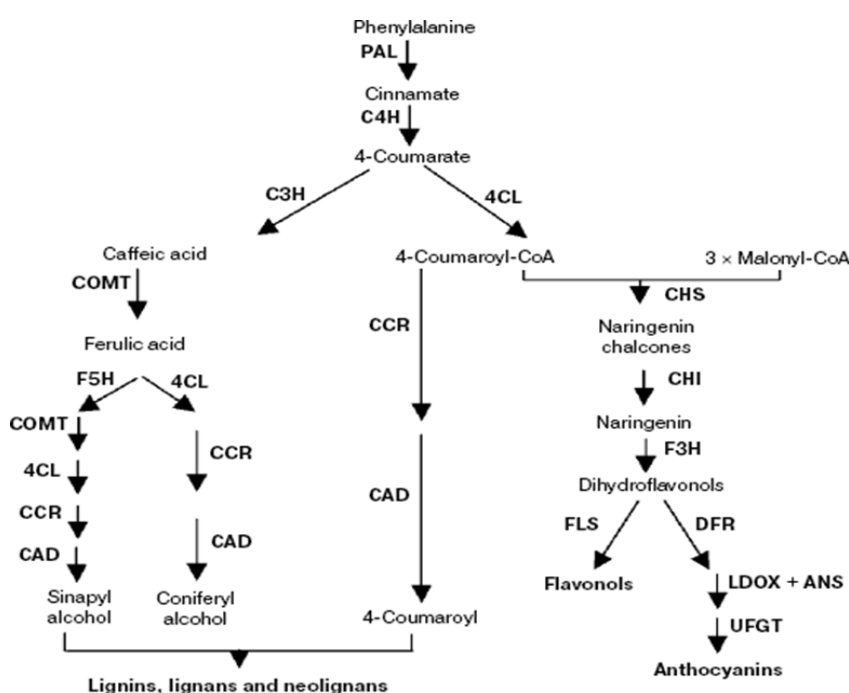 Phenylalanine
PAL
Cinnamate
C4H
4-Coumarate
C3H
4CL
Caffeic acid
4-Coumaroyl-CoA
3 × Malonyl-CoA
COMT
CHS
CCR
Naringenin
chalcones
Ferulic acid
F5H
4CL
CHI
COMT
Naringenin
CCR
F3H
4CL
Dihydroflavonols
CAD
CCR
FLS
DFR
CAD
CAD
Flavonols
LDOX + ANS
Sinapyl
alcohol
Coniferyl
alcohol
4-Coumaroyl
UFGT
Anthocyanins
Lignins, lignans and neolignans